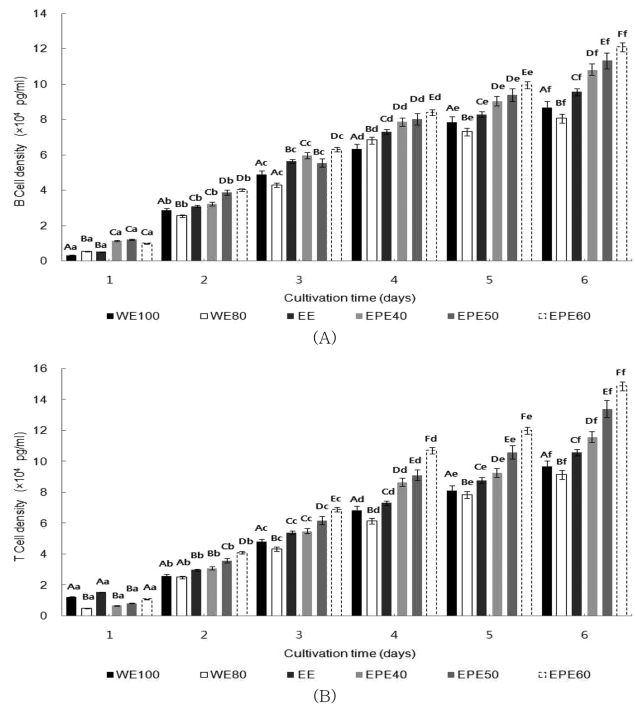 14
12
10
8
6
4
2
0
B Cell density (×10⁴ pg/ml)
Aa Ba Ba Ca Ca Ca
Ab Bb Cb Cb Db Db
Ac Ac Bc Cc Bc Dc
Ad Bd Cd Dd Dd Ed
Ae Be Ce De De Ee
Af Bf Cf Df Ef Ff
1 2 3 4 5 6
Cultivation time (days)
WE100 WE80 EE EPE40 EPE50 EPE60
(A)
16
14
12
10
8
6
4
2
0
T Cell density (×10⁴ pg/ml)
Aa Ba Aa Ba Ba Aa
Ab Ab Bb Bb Cb Db
Ac Bc Cc Cc Dc Ec
Ad Bd Cd Dd Ed Fd
Ae Be Ce De Ee Fe
Af Bf Cf Df Ef Ff
1 2 3 4 5 6
Cultivation time (days)
WE100 WE80 EE EPE40 EPE50 EPE60
(B)